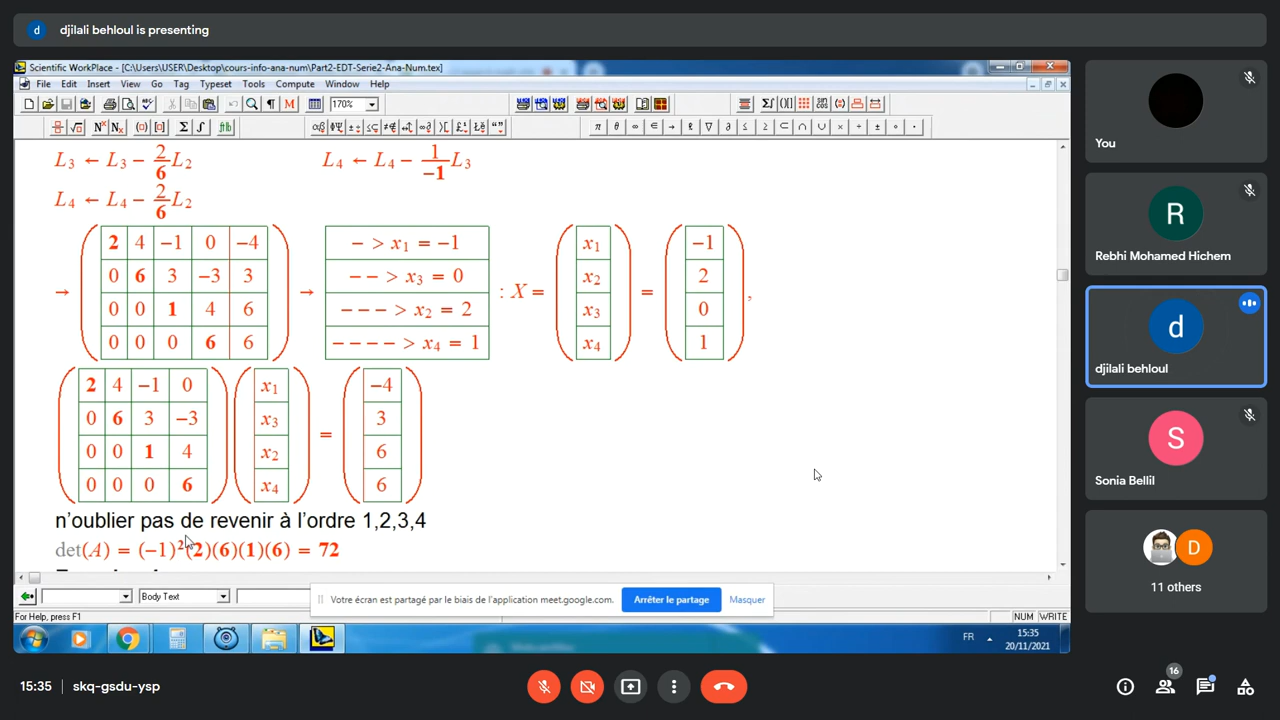 djilali behloul is presenting
Scientific WorkPlace - [C:\Users\USER\Desktop\cours-info-ana-num\Part2-EDT-Serie2-Ana-Num.tex]
File Edit Insert View Go Tag Typeset Tools Compute Window Help
170%
L3 ← L3 − 2/6 L2 L4 ← L4 − 1/−1 L3
L4 ← L4 − 2/6 L2
→ ( 2 4 −1 0 −4 → − > x1 = −1 : X = ( x1 = ( −1
0 6 3 −3 3 − − > x3 = 0 x2 2
0 0 1 4 6 − − − > x2 = 2 x3 0
0 0 0 6 6 ) − − − − > x4 = 1 x4 ) 1 ) ,
( 2 4 −1 0 ) ( x1 ) = ( −4
0 6 3 −3 x3 3
0 0 1 4 x2 6
0 0 0 6 x4 6 )
n'oublier pas de revenir à l'ordre 1,2,3,4
det(A) = (−1)²(2)(6)(1)(6) = 72
Body Text
Votre écran est partagé par le biais de l'application meet.google.com. Arrêter le partage Masquer
For Help, press F1 NUM WRITE
FR 15:35
20/11/2021
You
R
Rebhi Mohamed Hichem
d
djilali behloul
S
Sonia Bellil
D
11 others
15:35 | skq-gsdu-ysp
16